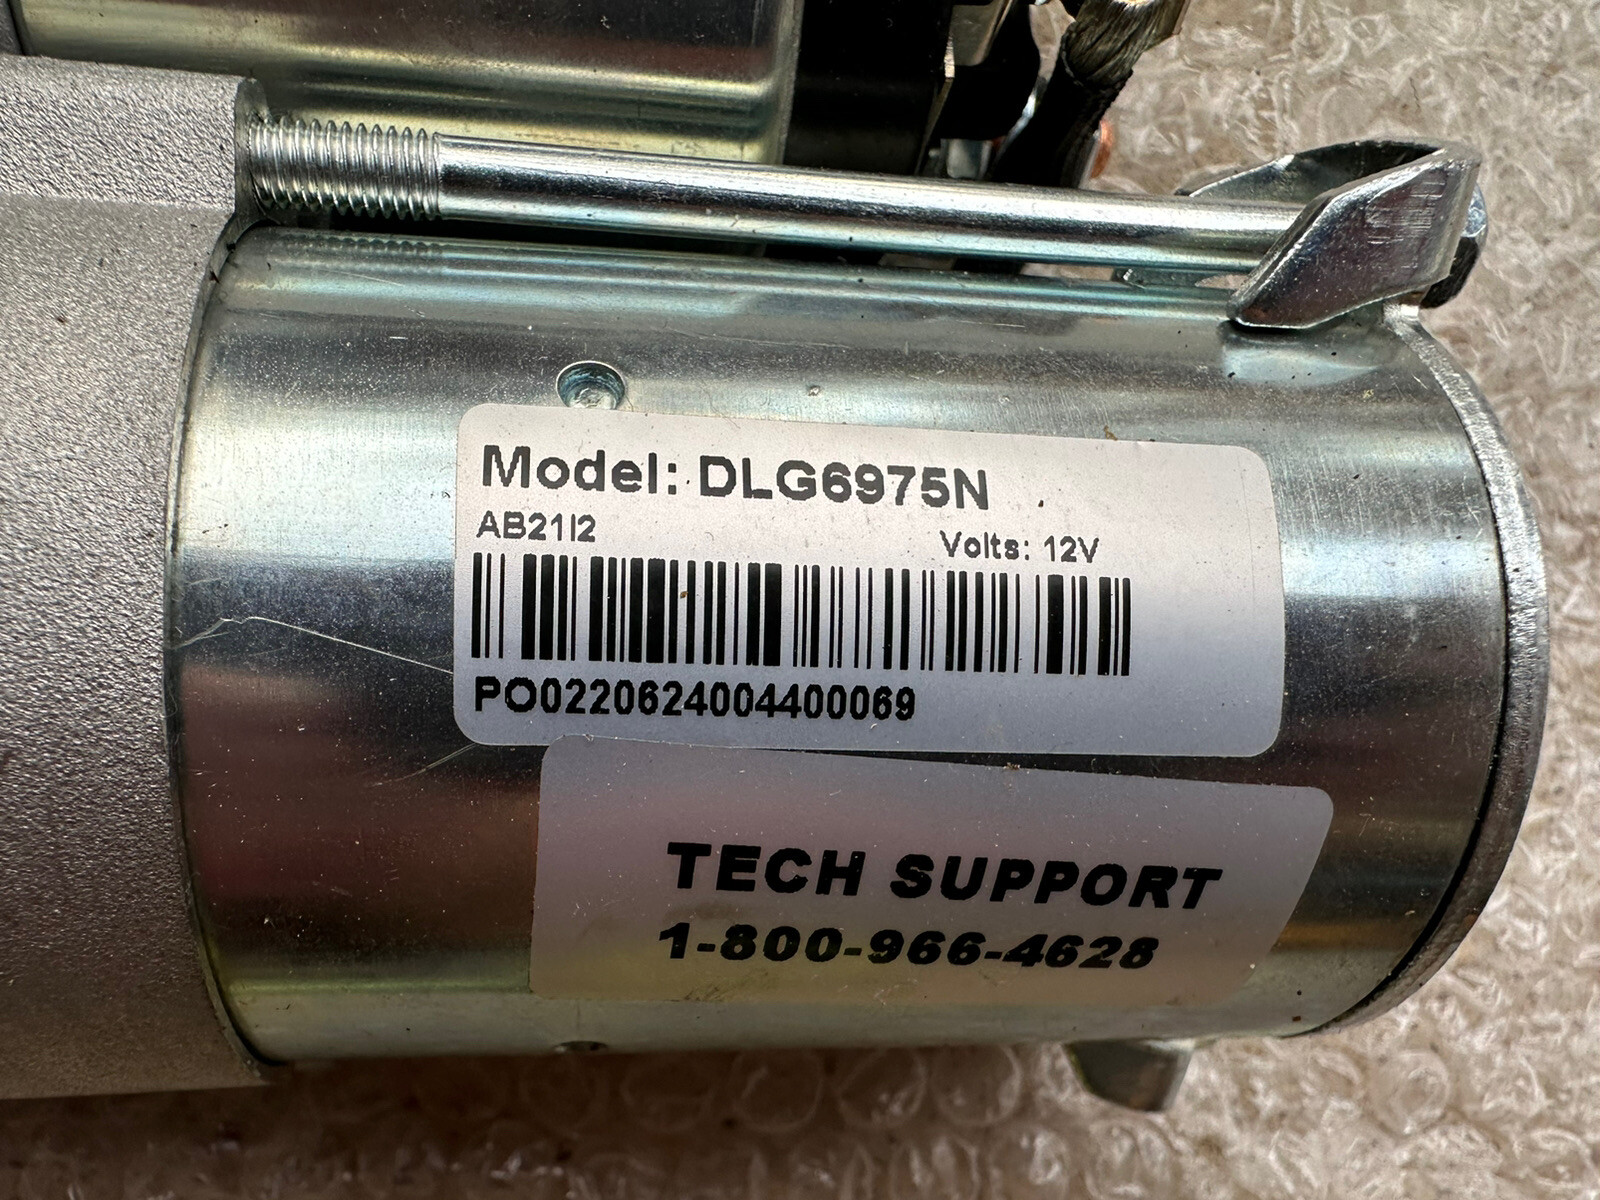 Model: DLG6975N
AB21I2 Volts: 12V
PO0220624004400069
TECH SUPPORT
1-800-966-4628